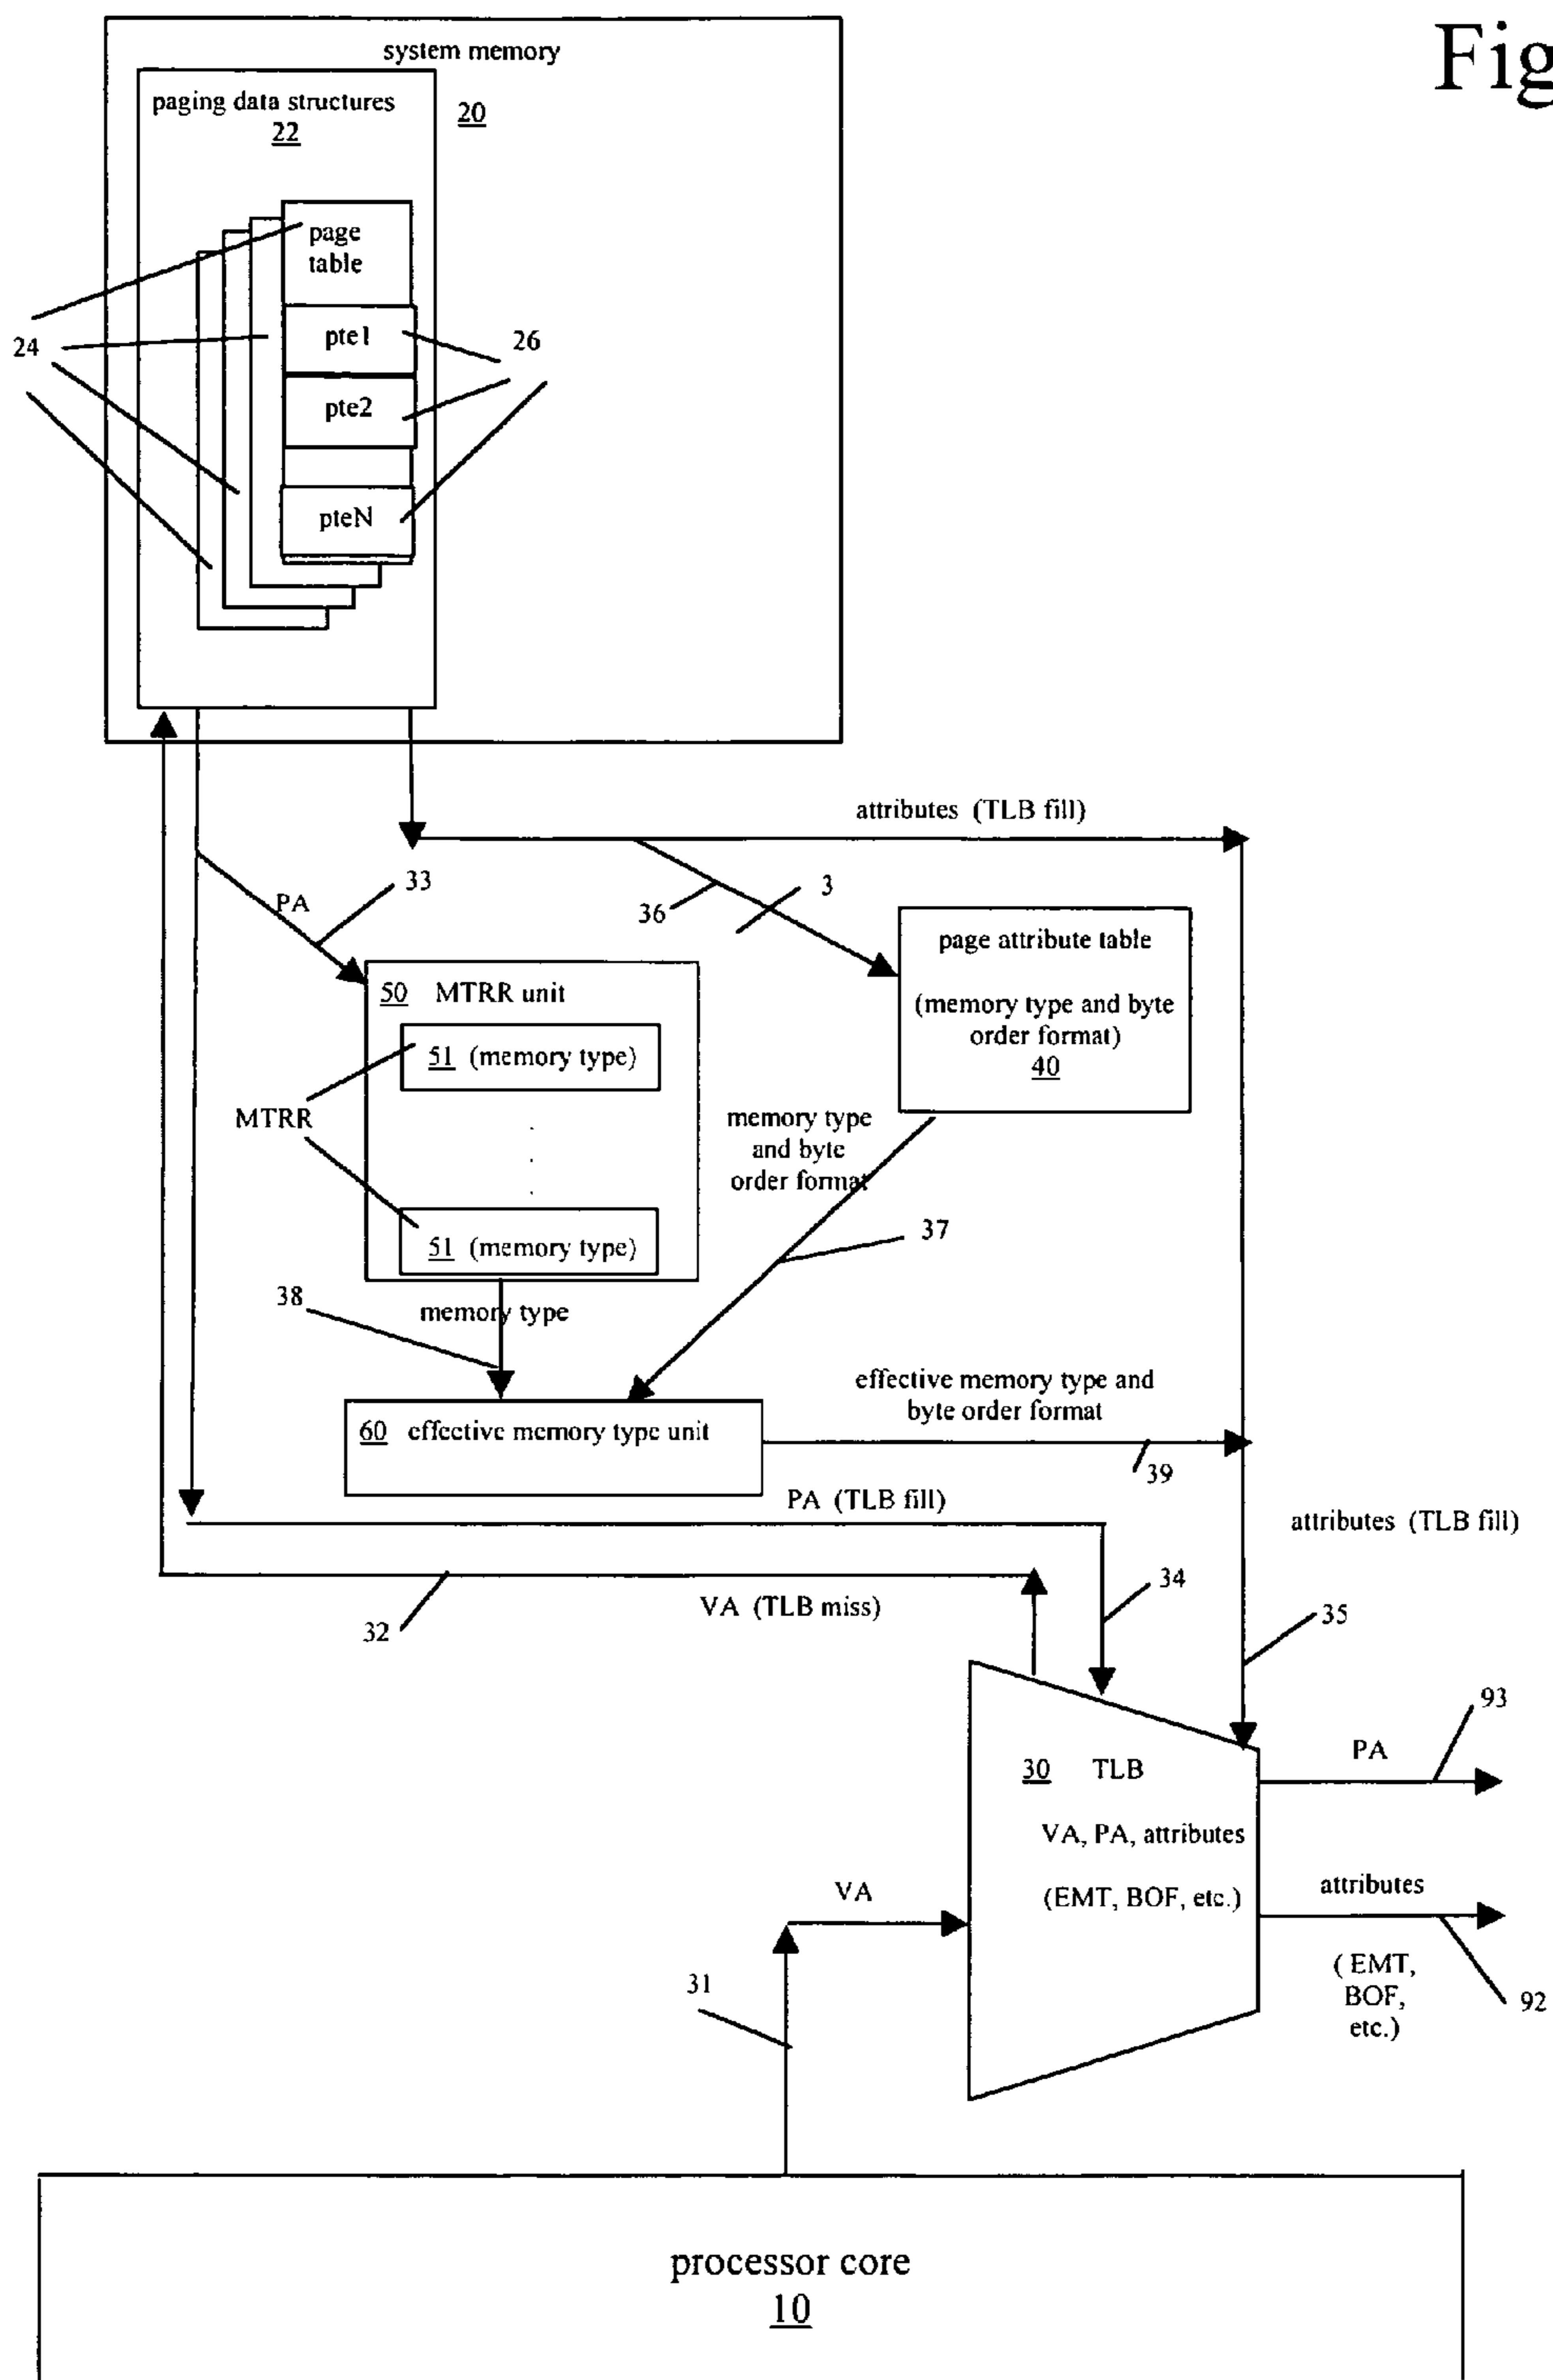 Fig
system memory
paging data structures
22
20
page
table
pte1
pte2
pteN
24
26
attributes (TLB fill)
33
PA
36
3
page attribute table
(memory type and byte
order format)
40
50 MTRR unit
51 (memory type)
MTRR
.
.
.
51 (memory type)
memory type
and byte
order format
37
38
memory type
effective memory type and
byte order format
60 effective memory type unit
39
PA (TLB fill)
attributes (TLB fill)
34
VA (TLB miss)
32
35
93
PA
30 TLB
VA, PA, attributes
(EMT, BOF, etc.)
VA
attributes
(EMT,
BOF,
etc.)
92
31
processor core
10